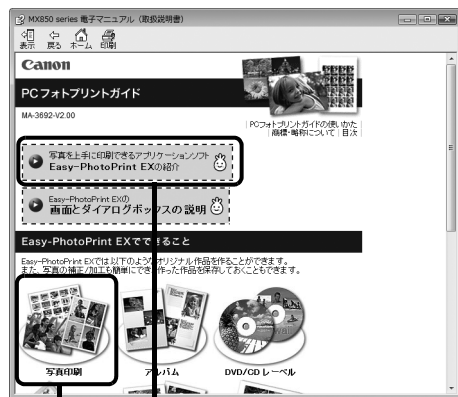 MX850 series 電子マニュアル（取扱説明書）
表示 戻る ホーム 印刷
Canon
PCフォトプリントガイド
MA-3692-V2.00
PCフォトプリントガイドの使いかた
商標・略称について | 目次
写真を上手に印刷できるアプリケーションソフト
Easy-PhotoPrint EXの紹介
Easy-PhotoPrint EXの
画面とダイアログボックスの説明
Easy-PhotoPrint EXでできること
Easy-PhotoPrint EXでは以下のようなオリジナル作品を作ることができます。
また、写真の補正/加工も簡単にでき、作った作品を保存しておくこともできます。
写真印刷
アルバム
DVD/CD レーベル